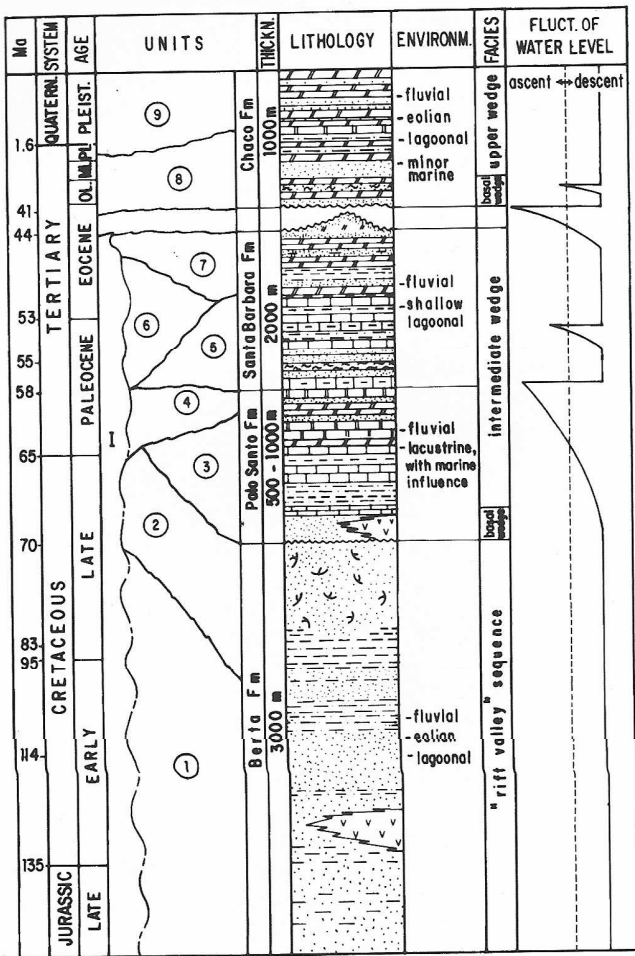 Ma
SYSTEM
AGE
UNITS
THICKN.
LITHOLOGY
ENVIRONM.
FACIES
FLUCT. OF
WATER LEVEL
ascent
descent
1.6
41
44
53
55
58
65
70
83
95
114
135
QUATERN.
TERTIARY
CRETACEOUS
JURASSIC
PLEIST.
PL
MI.
OL.
EOCENE
PALEOCENE
LATE
EARLY
LATE
9
8
7
6
5
4
I
3
2
1
Chaco Fm
1000m
Santa Barbara Fm
2000 m
Palo Santo Fm
500 - 1000m
Berta Fm
3000m
-fluvial
-eolian
-lagoonal
-minor
marine
-fluvial
-shallow
lagoonal
-fluvial
-lacustrine,
with marine
influence
-fluvial
-eolian
-lagoonal
upper wedge
basal wedge
intermediate wedge
basal wedge
"rift valley" sequence